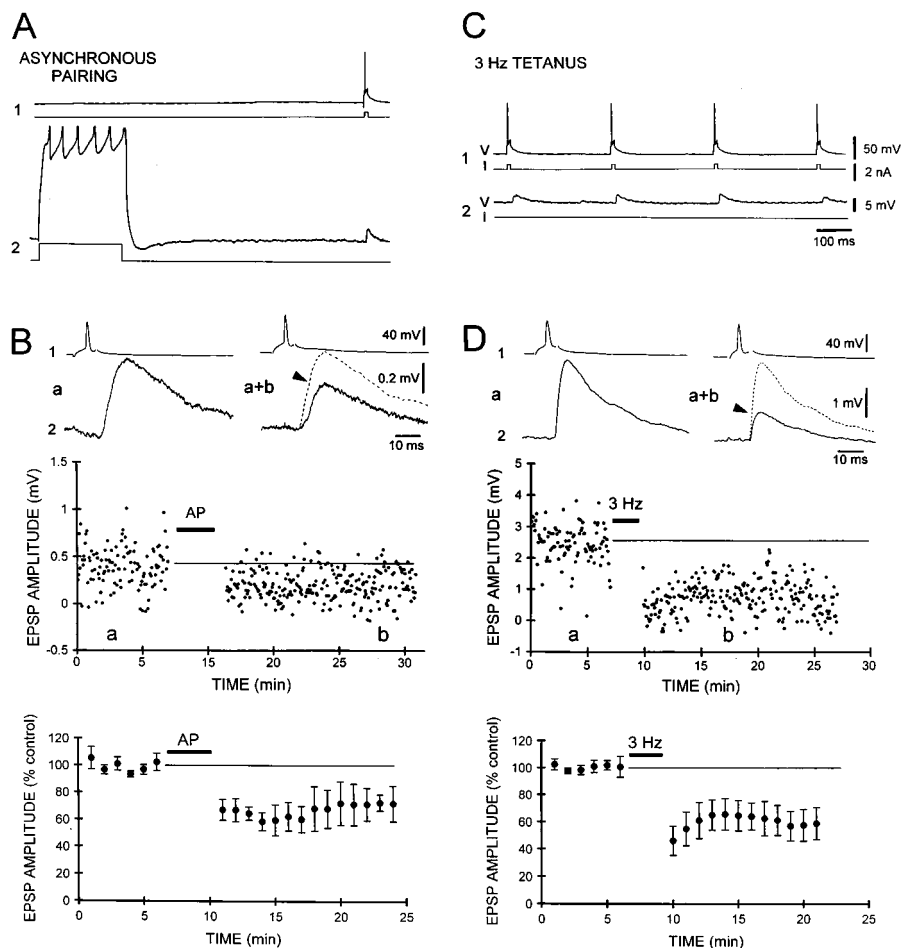 A
ASYNCHRONOUS
PAIRING
1
2
C
3 Hz TETANUS
1
V
I
50 mV
2 nA
2
V
I
5 mV
100 ms
B
1
40 mV
a
a+b
0.2 mV
2
10 ms
EPSP AMPLITUDE (mV)
1.5
1
0.5
0
-0.5
AP
a
b
0 5 10 15 20 25 30
TIME (min)
EPSP AMPLITUDE (% control)
120
100
80
60
40
20
0
AP
0 5 10 15 20 25
TIME (min)
D
1
40 mV
a
a+b
1 mV
2
10 ms
EPSP AMPLITUDE (mV)
5
4
3
2
1
0
-1
3 Hz
a
b
0 5 10 15 20 25 30
TIME (min)
EPSP AMPLITUDE (% control)
120
100
80
60
40
20
0
3 Hz
0 5 10 15 20 25
TIME (min)